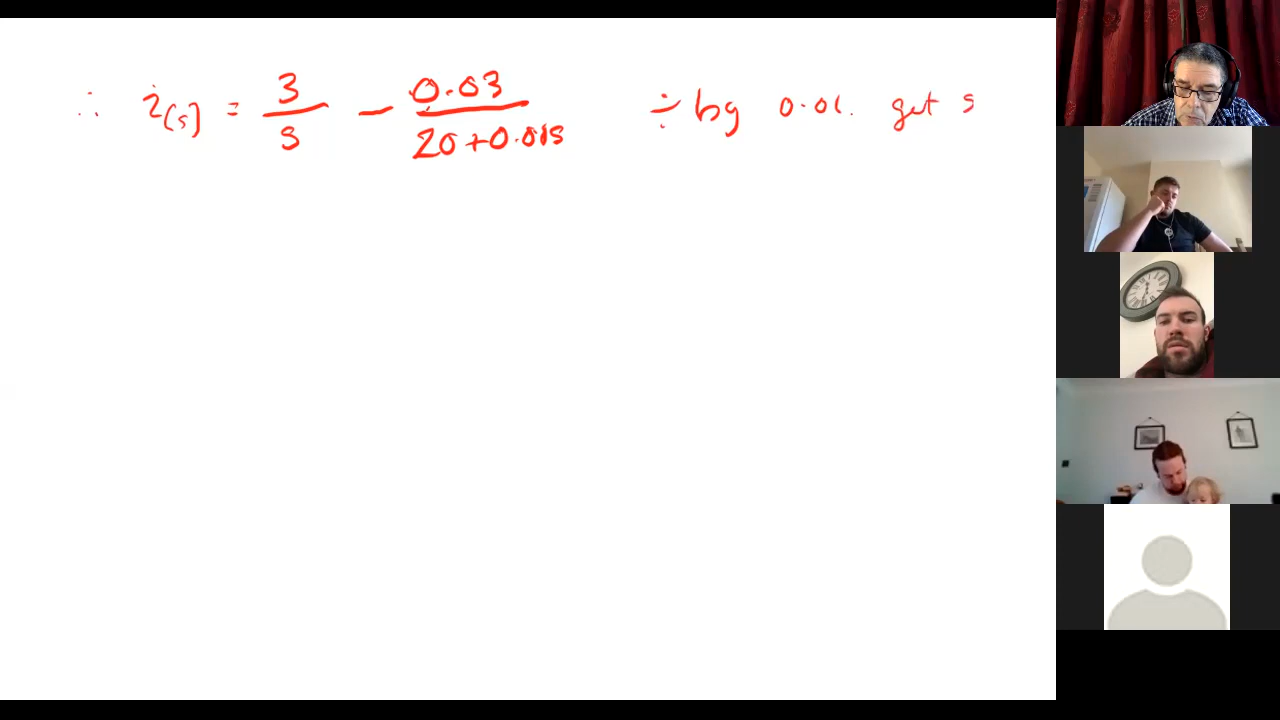 ∴ i(s) = 3/s - 0.03/20+0.01s ÷ by 0.01. get s